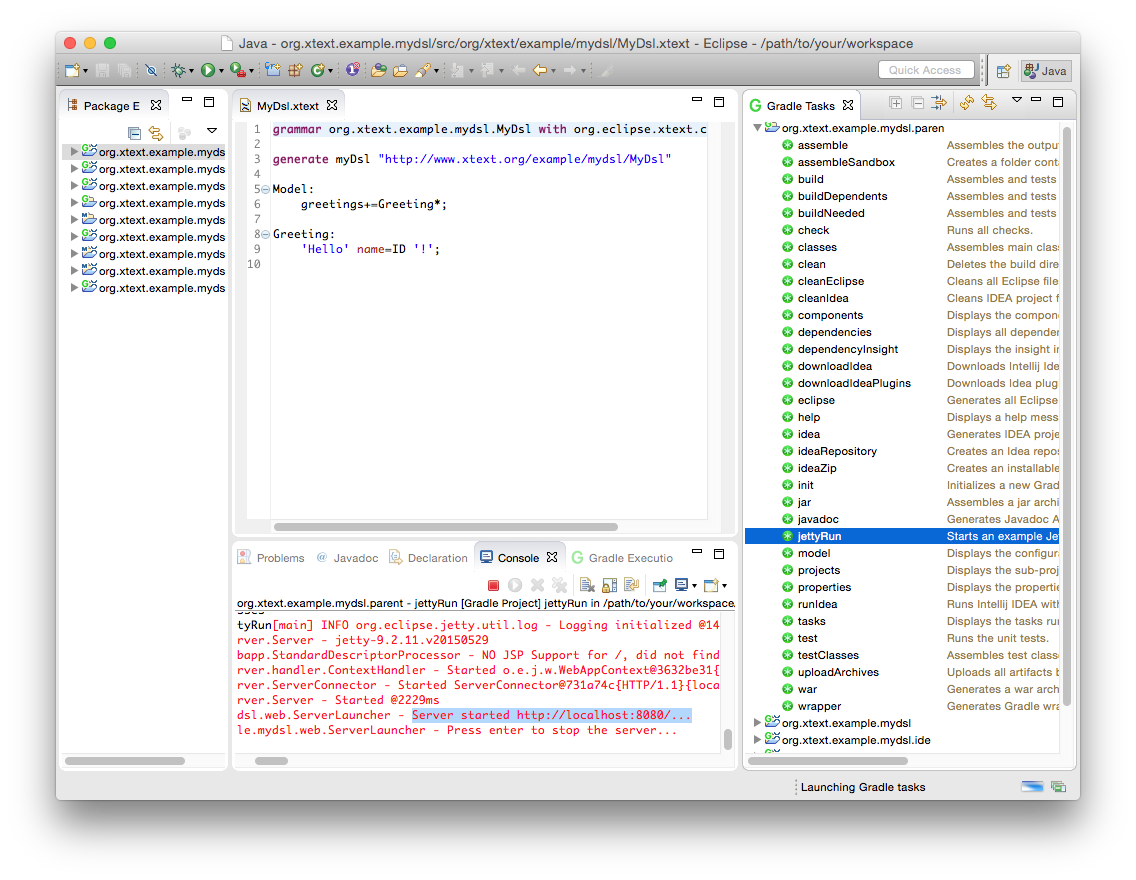 Java - org.xtext.example.mydsl/src/org/xtext/example/mydsl/MyDsl.xtext - Eclipse - /path/to/your/workspace
Quick Access
Java
Package E
org.xtext.example.myds
org.xtext.example.myds
org.xtext.example.myds
org.xtext.example.myds
org.xtext.example.myds
org.xtext.example.myds
org.xtext.example.myds
org.xtext.example.myds
org.xtext.example.myds
MyDsl.xtext
1 grammar org.xtext.example.mydsl.MyDsl with org.eclipse.xtext.c
2
3 generate myDsl "http://www.xtext.org/example/mydsl/MyDsl"
4
5 Model:
6 greetings+=Greeting*;
7
8 Greeting:
9 'Hello' name=ID '!';
10
Problems @ Javadoc Declaration Console Gradle Executio
org.xtext.example.mydsl.parent - jettyRun [Gradle Project] jettyRun in /path/to/your/workspace
tyRun[main] INFO org.eclipse.jetty.util.log - Logging initialized @14
rver.Server - jetty-9.2.11.v20150529
bapp.StandardDescriptorProcessor - NO JSP Support for /, did not find
rver.handler.ContextHandler - Started o.e.j.w.WebAppContext@3632be31{
rver.ServerConnector - Started ServerConnector@731a74c{HTTP/1.1}{loca
rver.Server - Started @2229ms
dsl.web.ServerLauncher - Server started http://localhost:8080/...
le.mydsl.web.ServerLauncher - Press enter to stop the server...
Gradle Tasks
org.xtext.example.mydsl.paren
assemble Assembles the outpu
assembleSandbox Creates a folder cont
build Assembles and tests
buildDependents Assembles and tests
buildNeeded Assembles and tests
check Runs all checks.
classes Assembles main clas
clean Deletes the build dire
cleanEclipse Cleans all Eclipse file
cleanIdea Cleans IDEA project f
components Displays the compon
dependencies Displays all depender
dependencyInsight Displays the insight in
downloadIdea Downloads Intellij Ide
downloadIdeaPlugins Downloads Idea plug
eclipse Generates all Eclipse
help Displays a help mess
idea Generates IDEA proje
ideaRepository Creates an Idea repos
ideaZip Creates an installable
init Initializes a new Grad
jar Assembles a jar archi
javadoc Generates Javadoc A
jettyRun Starts an example Je
model Displays the configura
projects Displays the sub-proj
properties Displays the propertie
runIdea Runs Intellij IDEA with
tasks Displays the tasks rur
test Runs the unit tests.
testClasses Assembles test classe
uploadArchives Uploads all artifacts b
war Generates a war arch
wrapper Generates Gradle wra
org.xtext.example.mydsl
org.xtext.example.mydsl.ide
Launching Gradle tasks